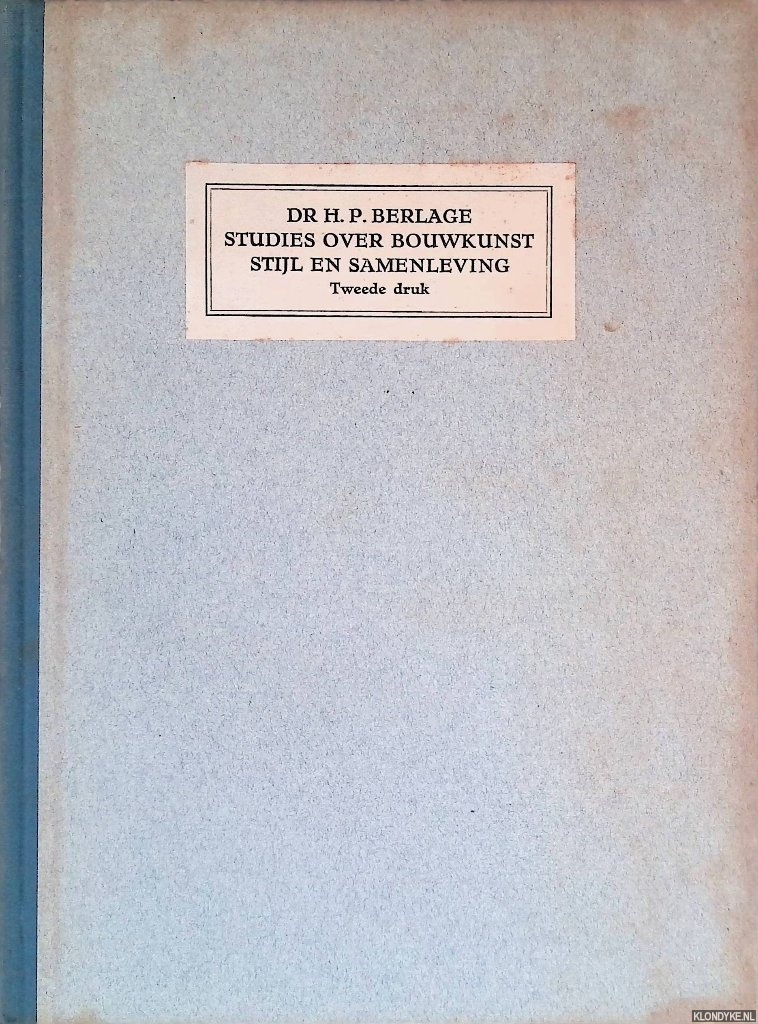 DR H. P. BERLAGE
STUDIES OVER BOUWKUNST
STIJL EN SAMENLEVING
Tweede druk
KLONDYKE.NL